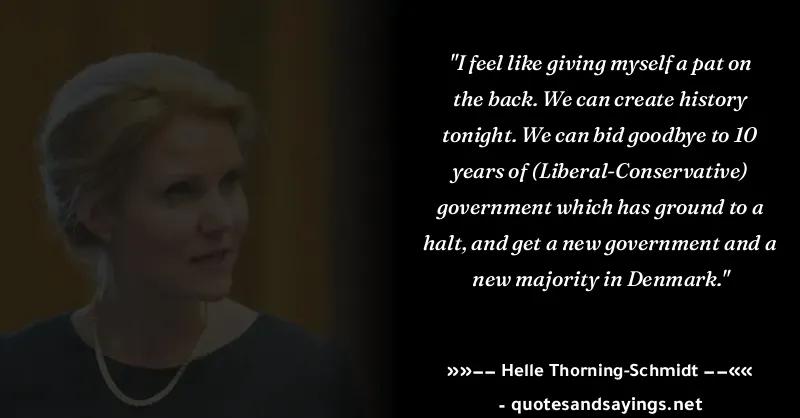 "I feel like giving myself a pat on
the back. We can create history
tonight. We can bid goodbye to 10
years of (Liberal-Conservative)
government which has ground to a
halt, and get a new government and a
new majority in Denmark."
»»−− Helle Thorning-Schmidt −−««
- quotesandsayings.net